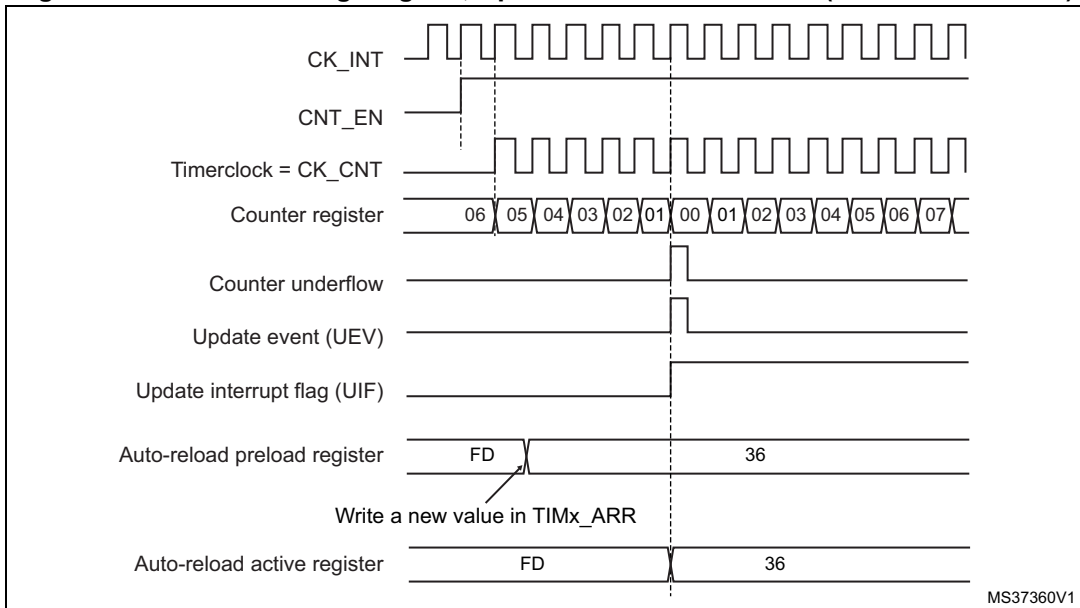 CK_INT
CNT_EN
Timerclock = CK_CNT
Counter register 06 05 04 03 02 01 00 01 02 03 04 05 06 07
Counter underflow
Update event (UEV)
Update interrupt flag (UIF)
Auto-reload preload register FD 36
Write a new value in TIMx_ARR
Auto-reload active register FD 36
MS37360V1